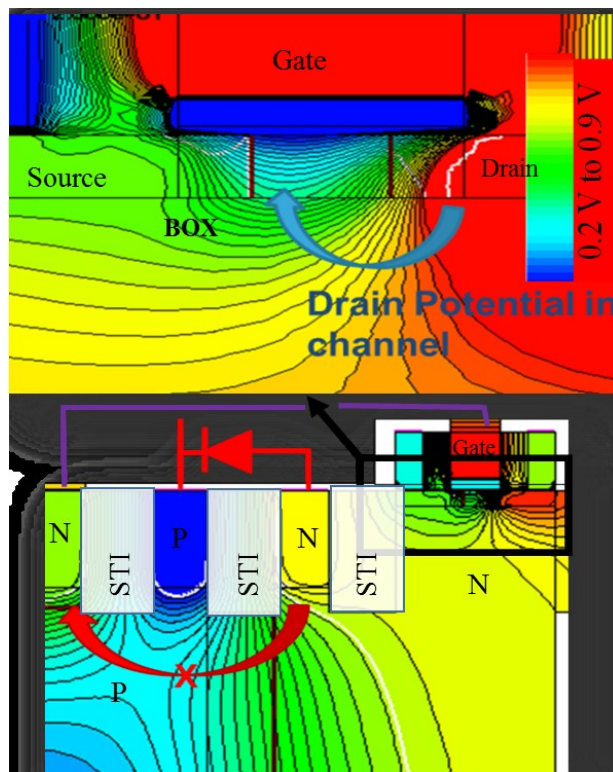 Gate
Source
Drain
0.2 V to 0.9 V
BOX
Drain Potential in
channel
Gate
N
STI
P
STI
N
STI
N
X
P